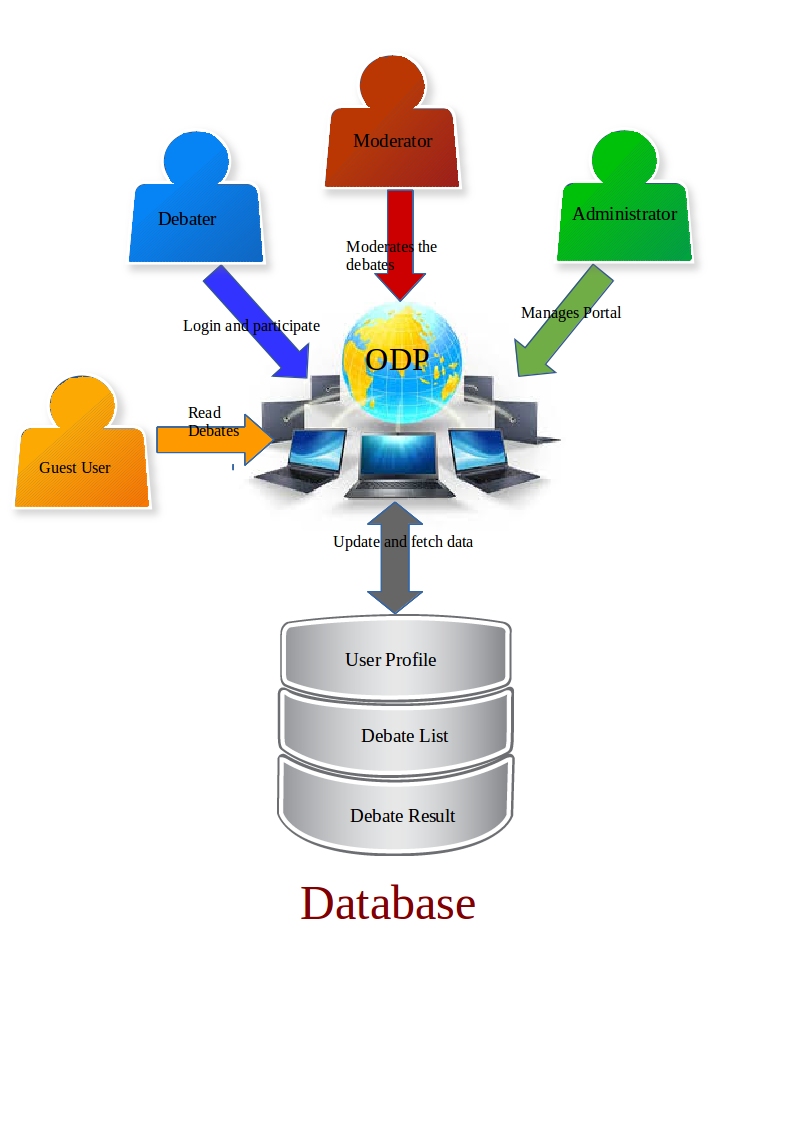 Moderator
Debater
Administrator
Moderates the
debates
Manages Portal
Login and participate
ODP
Read
Debates
Guest User
Update and fetch data
User Profile
Debate List
Debate Result
Database